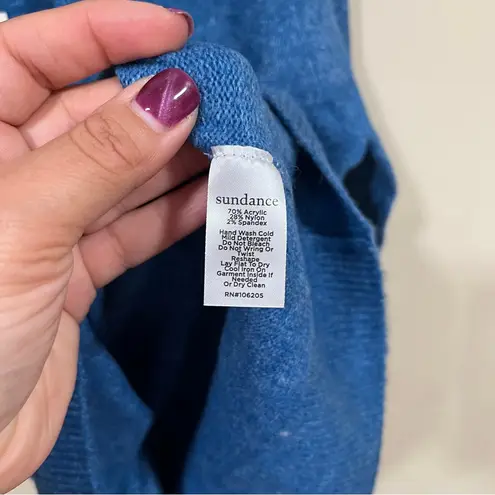 sundance
70% Acrylic
28% Nylon
2% Spandex
Hand Wash Cold
Mild Detergent
Do Not Bleach
Do Not Wring Or
Twist
Reshape
Lay Flat To Dry
Cool Iron On
Garment Inside If
Needed
Or Dry Clean
RN#106205